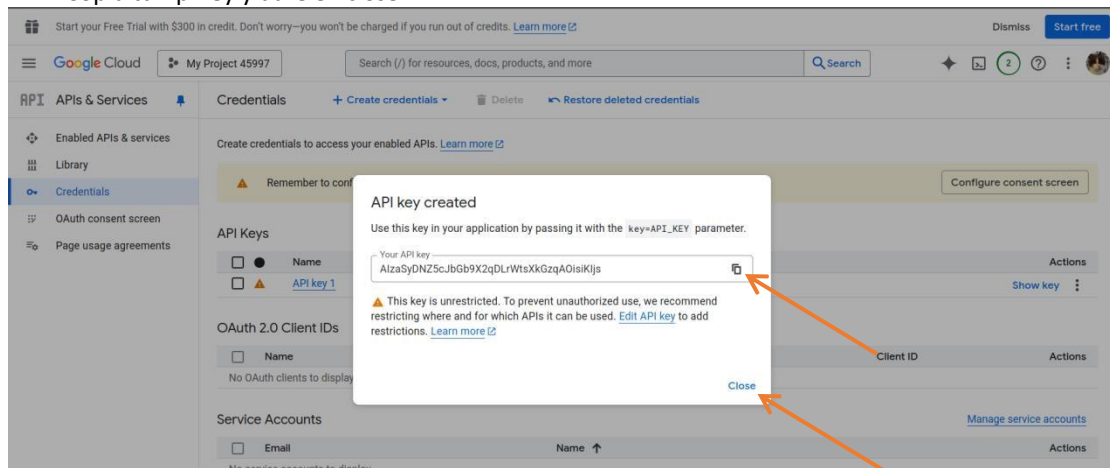 Start your Free Trial with $300 in credit. Don't worry—you won't be charged if you run out of credits. Learn more
Dismiss
Start free
Google Cloud
My Project 45997
Search (/) for resources, docs, products, and more
Search
2
API APIs & Services
Credentials
+ Create credentials
Delete
Restore deleted credentials
Enabled APIs & services
Library
Credentials
OAuth consent screen
Page usage agreements
Create credentials to access your enabled APIs. Learn more
Remember to conf
Configure consent screen
API Keys
Name
Actions
API key 1
Show key
OAuth 2.0 Client IDs
Name
Client ID
Actions
No OAuth clients to display
Service Accounts
Manage service accounts
Email
Name
Actions
API key created
Use this key in your application by passing it with the key=API_KEY parameter.
Your API key
AIzaSyDNZ5cJbGb9X2qDLrWtsXkGzqAOisiKIjs
This key is unrestricted. To prevent unauthorized use, we recommend
restricting where and for which APIs it can be used. Edit API key to add
restrictions. Learn more
Close